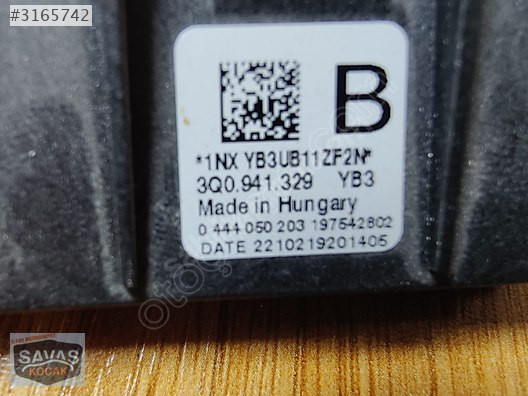 #3165742
B
*1NX YB3UB11ZF2N*
3Q0.941.329 YB3
Made in Hungary
0 444 050 203 197542802
DATE 2210219201405
SAVAŞ
KOÇAK